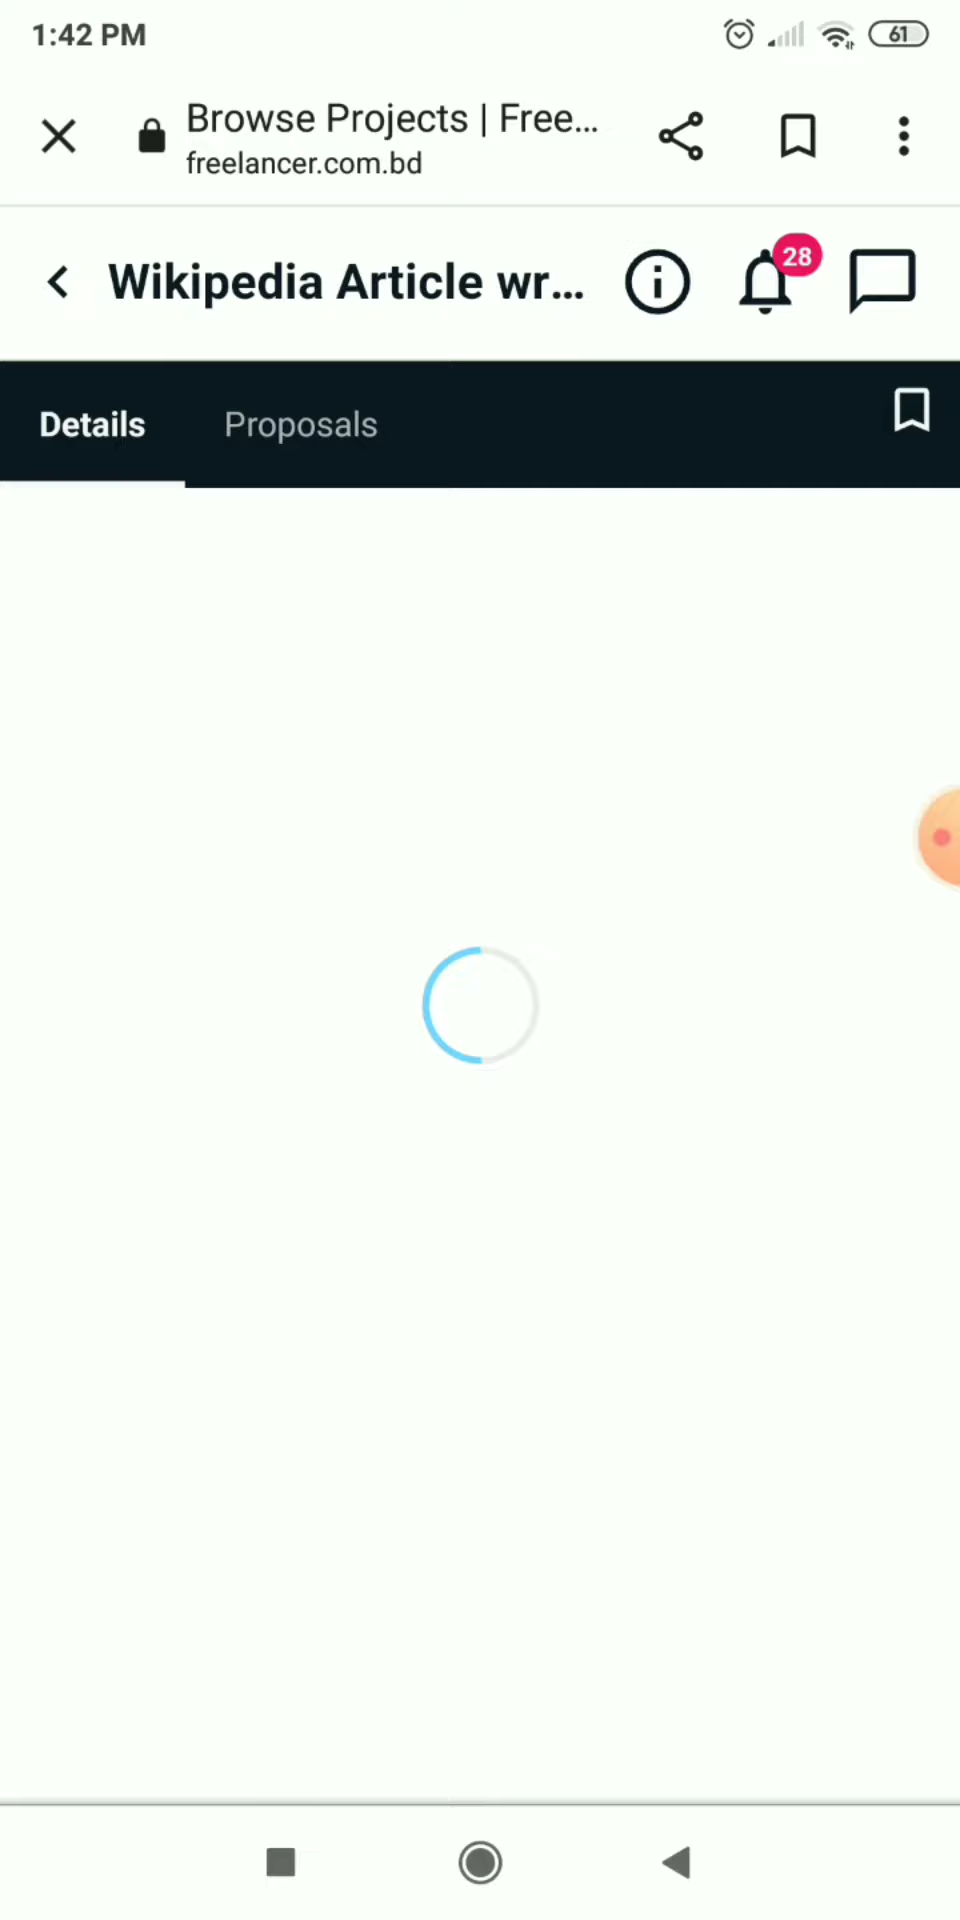 1:42 PM
61
Browse Projects | Free...
freelancer.com.bd
Wikipedia Article wr...
28
Details
Proposals